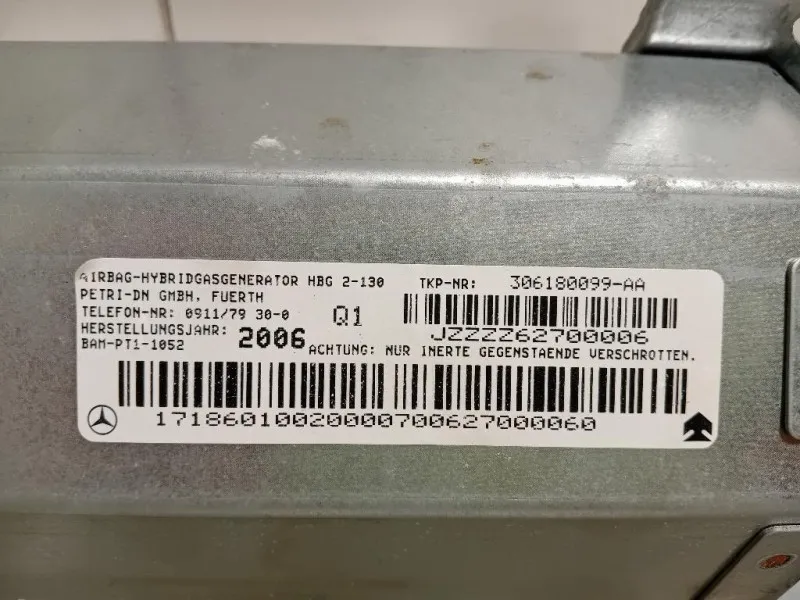 AIRBAG-HYBRIDGASGENERATOR HBG 2-130
PETRI-DN GMBH, FUERTH
TELEFON-NR: 0911/79 30-0
HERSTELLUNGSJAHR: 2006
BAM-PT1-1052
Q1
TKP-NR: 306180099-AA
JZZZZ62700006
ACHTUNG: NUR INERTE GEGENSTAENDE VERSCHROTTEN.
1718601002000070062700006​0